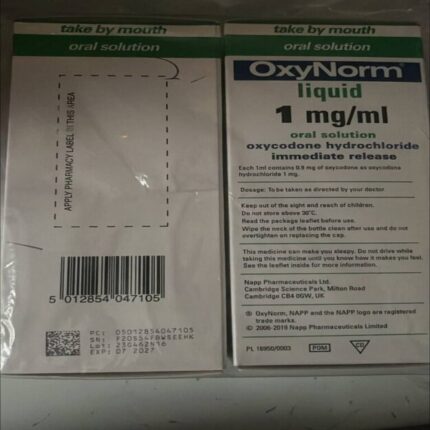 take by mouth
oral solution
APPLY PHARMACY LABEL IN THIS AREA
5 012854 047105
PC: 05012854047105
EXP: 07 2027
take by mouth
oral solution
OxyNorm®
liquid
1 mg/ml
oral solution
oxycodone hydrochloride
immediate release
Each 1ml contains 0.9 mg of oxycodone as oxycodone
hydrochloride 1 mg.
Dosage: To be taken as directed by your doctor
Keep out of the sight and reach of children.
Do not store above 30°C.
Read the package leaflet before use.
Wipe the neck of the bottle clean after use and do not
overtighten on replacing the cap.
This medicine can make you sleepy. Do not drive while
taking this medicine until you know how it makes you feel.
See the leaflet inside for more information.
Napp Pharmaceuticals Ltd.
Cambridge Science Park, Milton Road
Cambridge CB4 0GW, UK
® OxyNorm, NAPP and the NAPP logo are registered
trade marks.
© 2006-2019 Napp Pharmaceuticals Limited
PL 16950/0003 POM CD